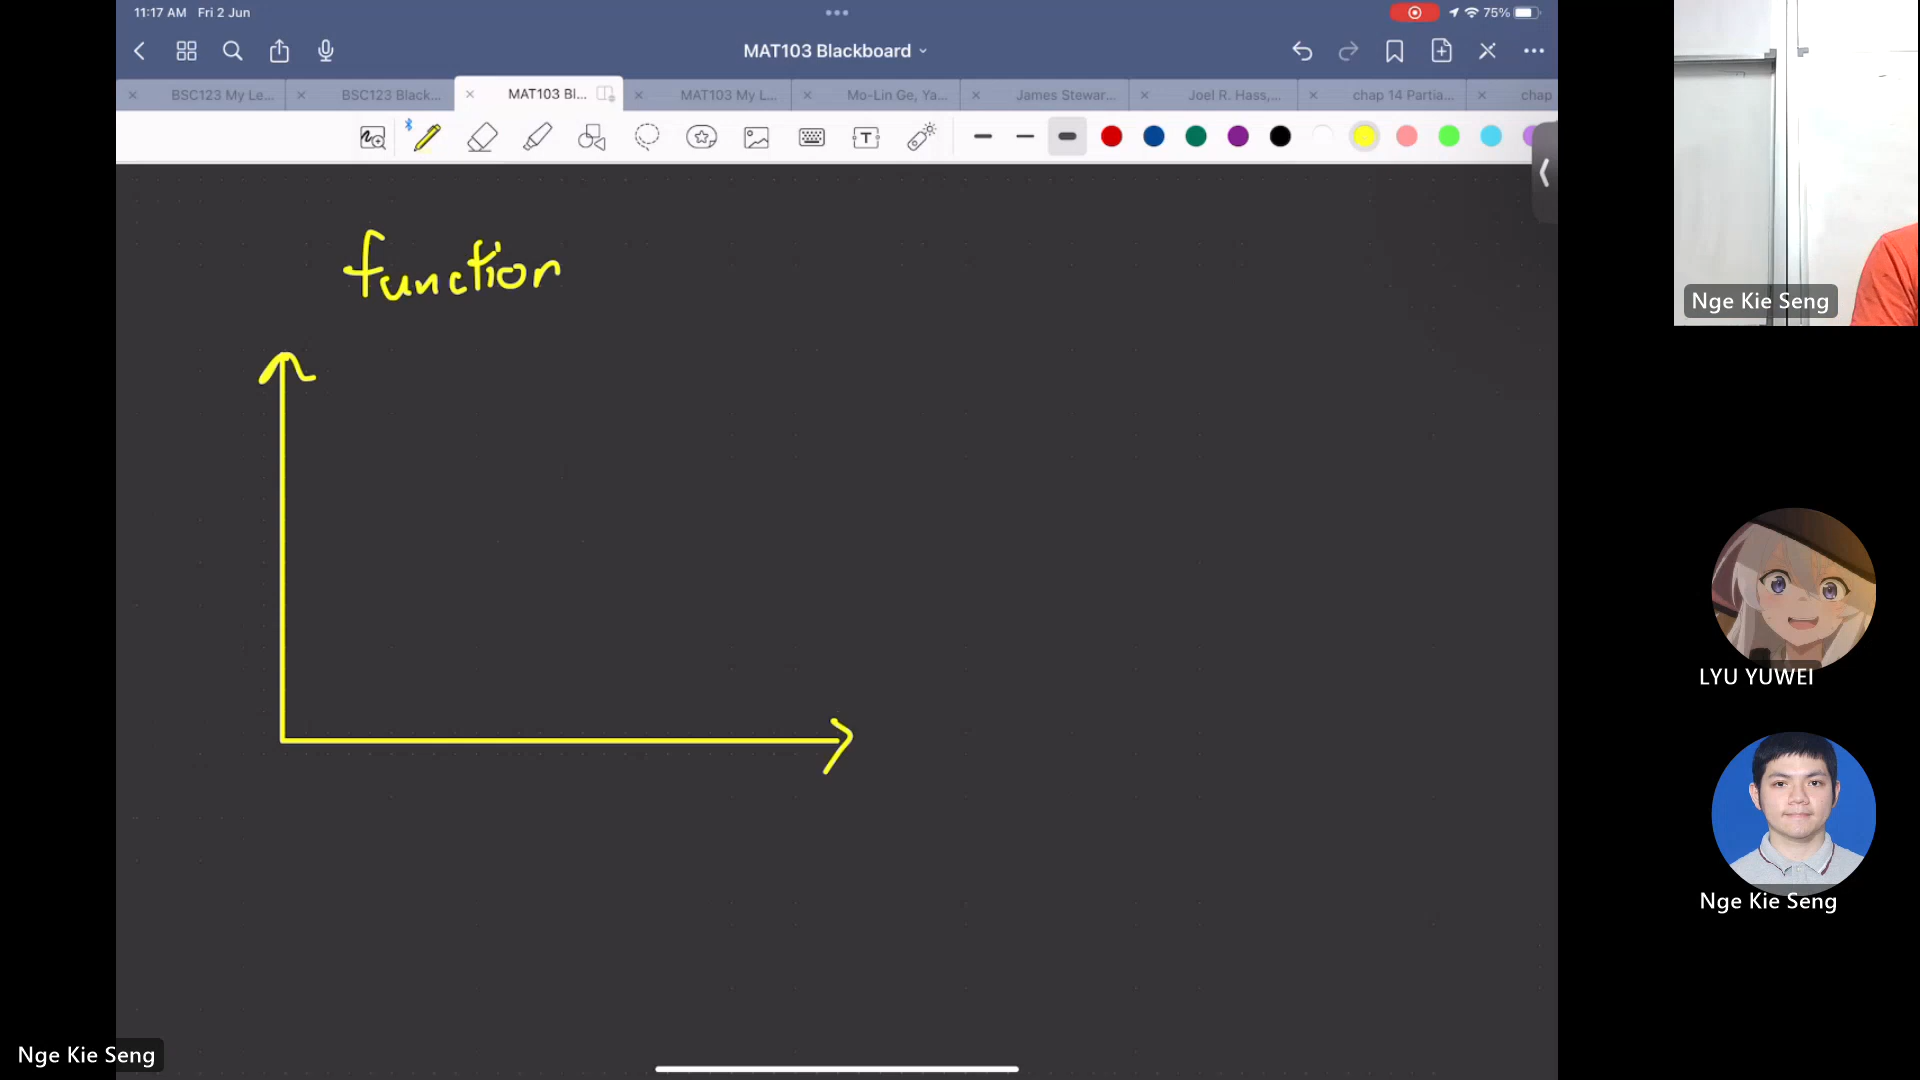 11:17 AM Fri 2 Jun
75%
MAT103 Blackboard
BSC123 My Le...
BSC123 Black...
MAT103 Bl...
MAT103 My L...
Mo-Lin Ge, Ya...
James Stewar...
Joel R. Hass,...
chap 14 Partia...
chap
T
function
Nge Kie Seng
LYU YUWEI
Nge Kie Seng
Nge Kie Seng